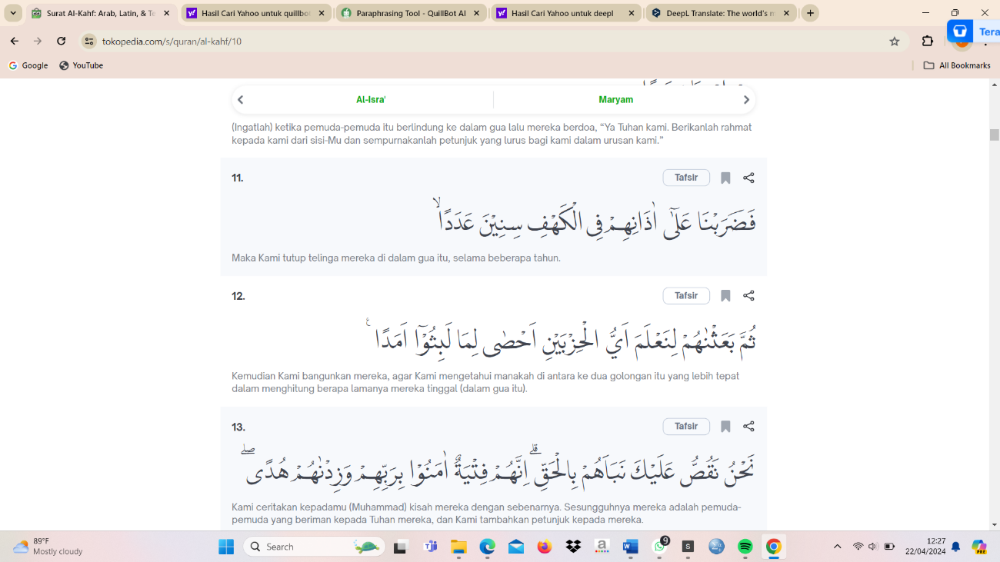 Surat Al-Kahf: Arab, Latin, & Te
Hasil Cari Yahoo untuk quillbot
Paraphrasing Tool - QuillBot AI
Hasil Cari Yahoo untuk deepl
DeepL Translate: The world's m
tokopedia.com/s/quran/al-kahf/10
Tera
Google YouTube All Bookmarks
Al-Isra' Maryam
(Ingatlah) ketika pemuda-pemuda itu berlindung ke dalam gua lalu mereka berdoa, “Ya Tuhan kami. Berikanlah rahmat
kepada kami dari sisi-Mu dan sempurnakanlah petunjuk yang lurus bagi kami dalam urusan kami.”
11. Tafsir
فَضَرَبْنَا عَلٰٓى اٰذَانِهِمْ فِى الْكَهْفِ سِنِيْنَ عَدَدًاۙ
Maka Kami tutup telinga mereka di dalam gua itu, selama beberapa tahun.
12. Tafsir
ثُمَّ بَعَثْنٰهُمْ لِنَعْلَمَ اَيُّ الْحِزْبَيْنِ اَحْصٰى لِمَا لَبِثُوْٓا اَمَدًا ࣖ
Kemudian Kami bangunkan mereka, agar Kami mengetahui manakah di antara ke dua golongan itu yang lebih tepat
dalam menghitung berapa lamanya mereka tinggal (dalam gua itu).
13. Tafsir
نَحْنُ نَقُصُّ عَلَيْكَ نَبَاَهُمْ بِالْحَقِّۗ اِنَّهُمْ فِتْيَةٌ اٰمَنُوْا بِرَبِّهِمْ وَزِدْنٰهُمْ هُدًىۖ
Kami ceritakan kepadamu (Muhammad) kisah mereka dengan sebenarnya. Sesungguhnya mereka adalah pemuda-
pemuda yang beriman kepada Tuhan mereka, dan Kami tambahkan petunjuk kepada mereka.
89°F
Mostly cloudy
Search
9
12:27
22/04/2024
PRE